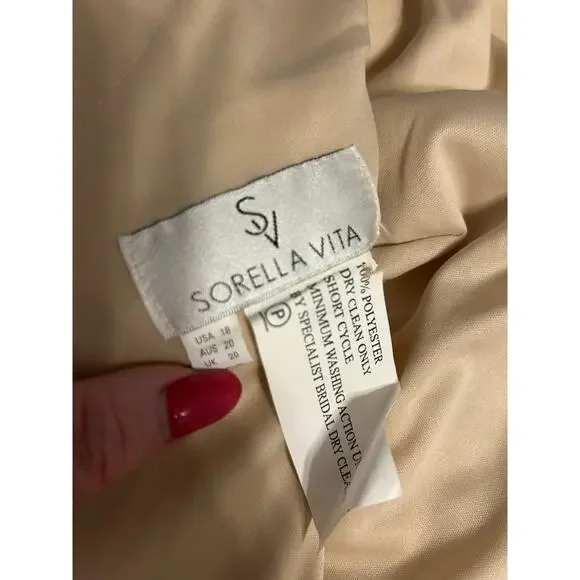 SV
SORELLA VITA
USA 18
AUS 20
UK 20
P
100% POLYESTER
DRY CLEAN ONLY
SHORT CYCLE
MINIMUM WASHING ACTION
BY SPECIALIST BRIDAL DRY